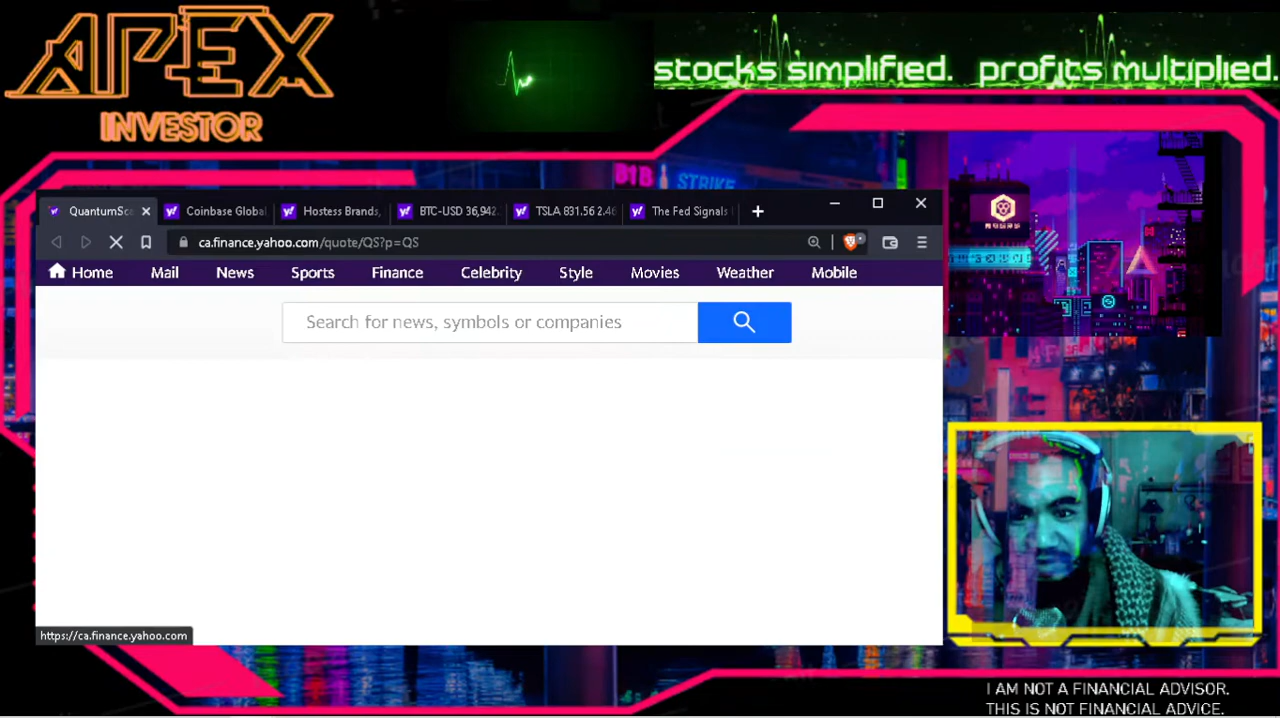 APEX
INVESTOR
stocks simplified. profits multiplied.
B1B
STRIKE
QuantumSca
Coinbase Global
Hostess Brands,
BTC-USD 36,942.
TSLA 831.56 2.46
The Fed Signals
ca.finance.yahoo.com/quote/QS?p=QS
Home Mail News Sports Finance Celebrity Style Movies Weather Mobile
Search for news, symbols or companies
https://ca.finance.yahoo.com
I AM NOT A FINANCIAL ADVISOR.
THIS IS NOT FINANCIAL ADVICE.